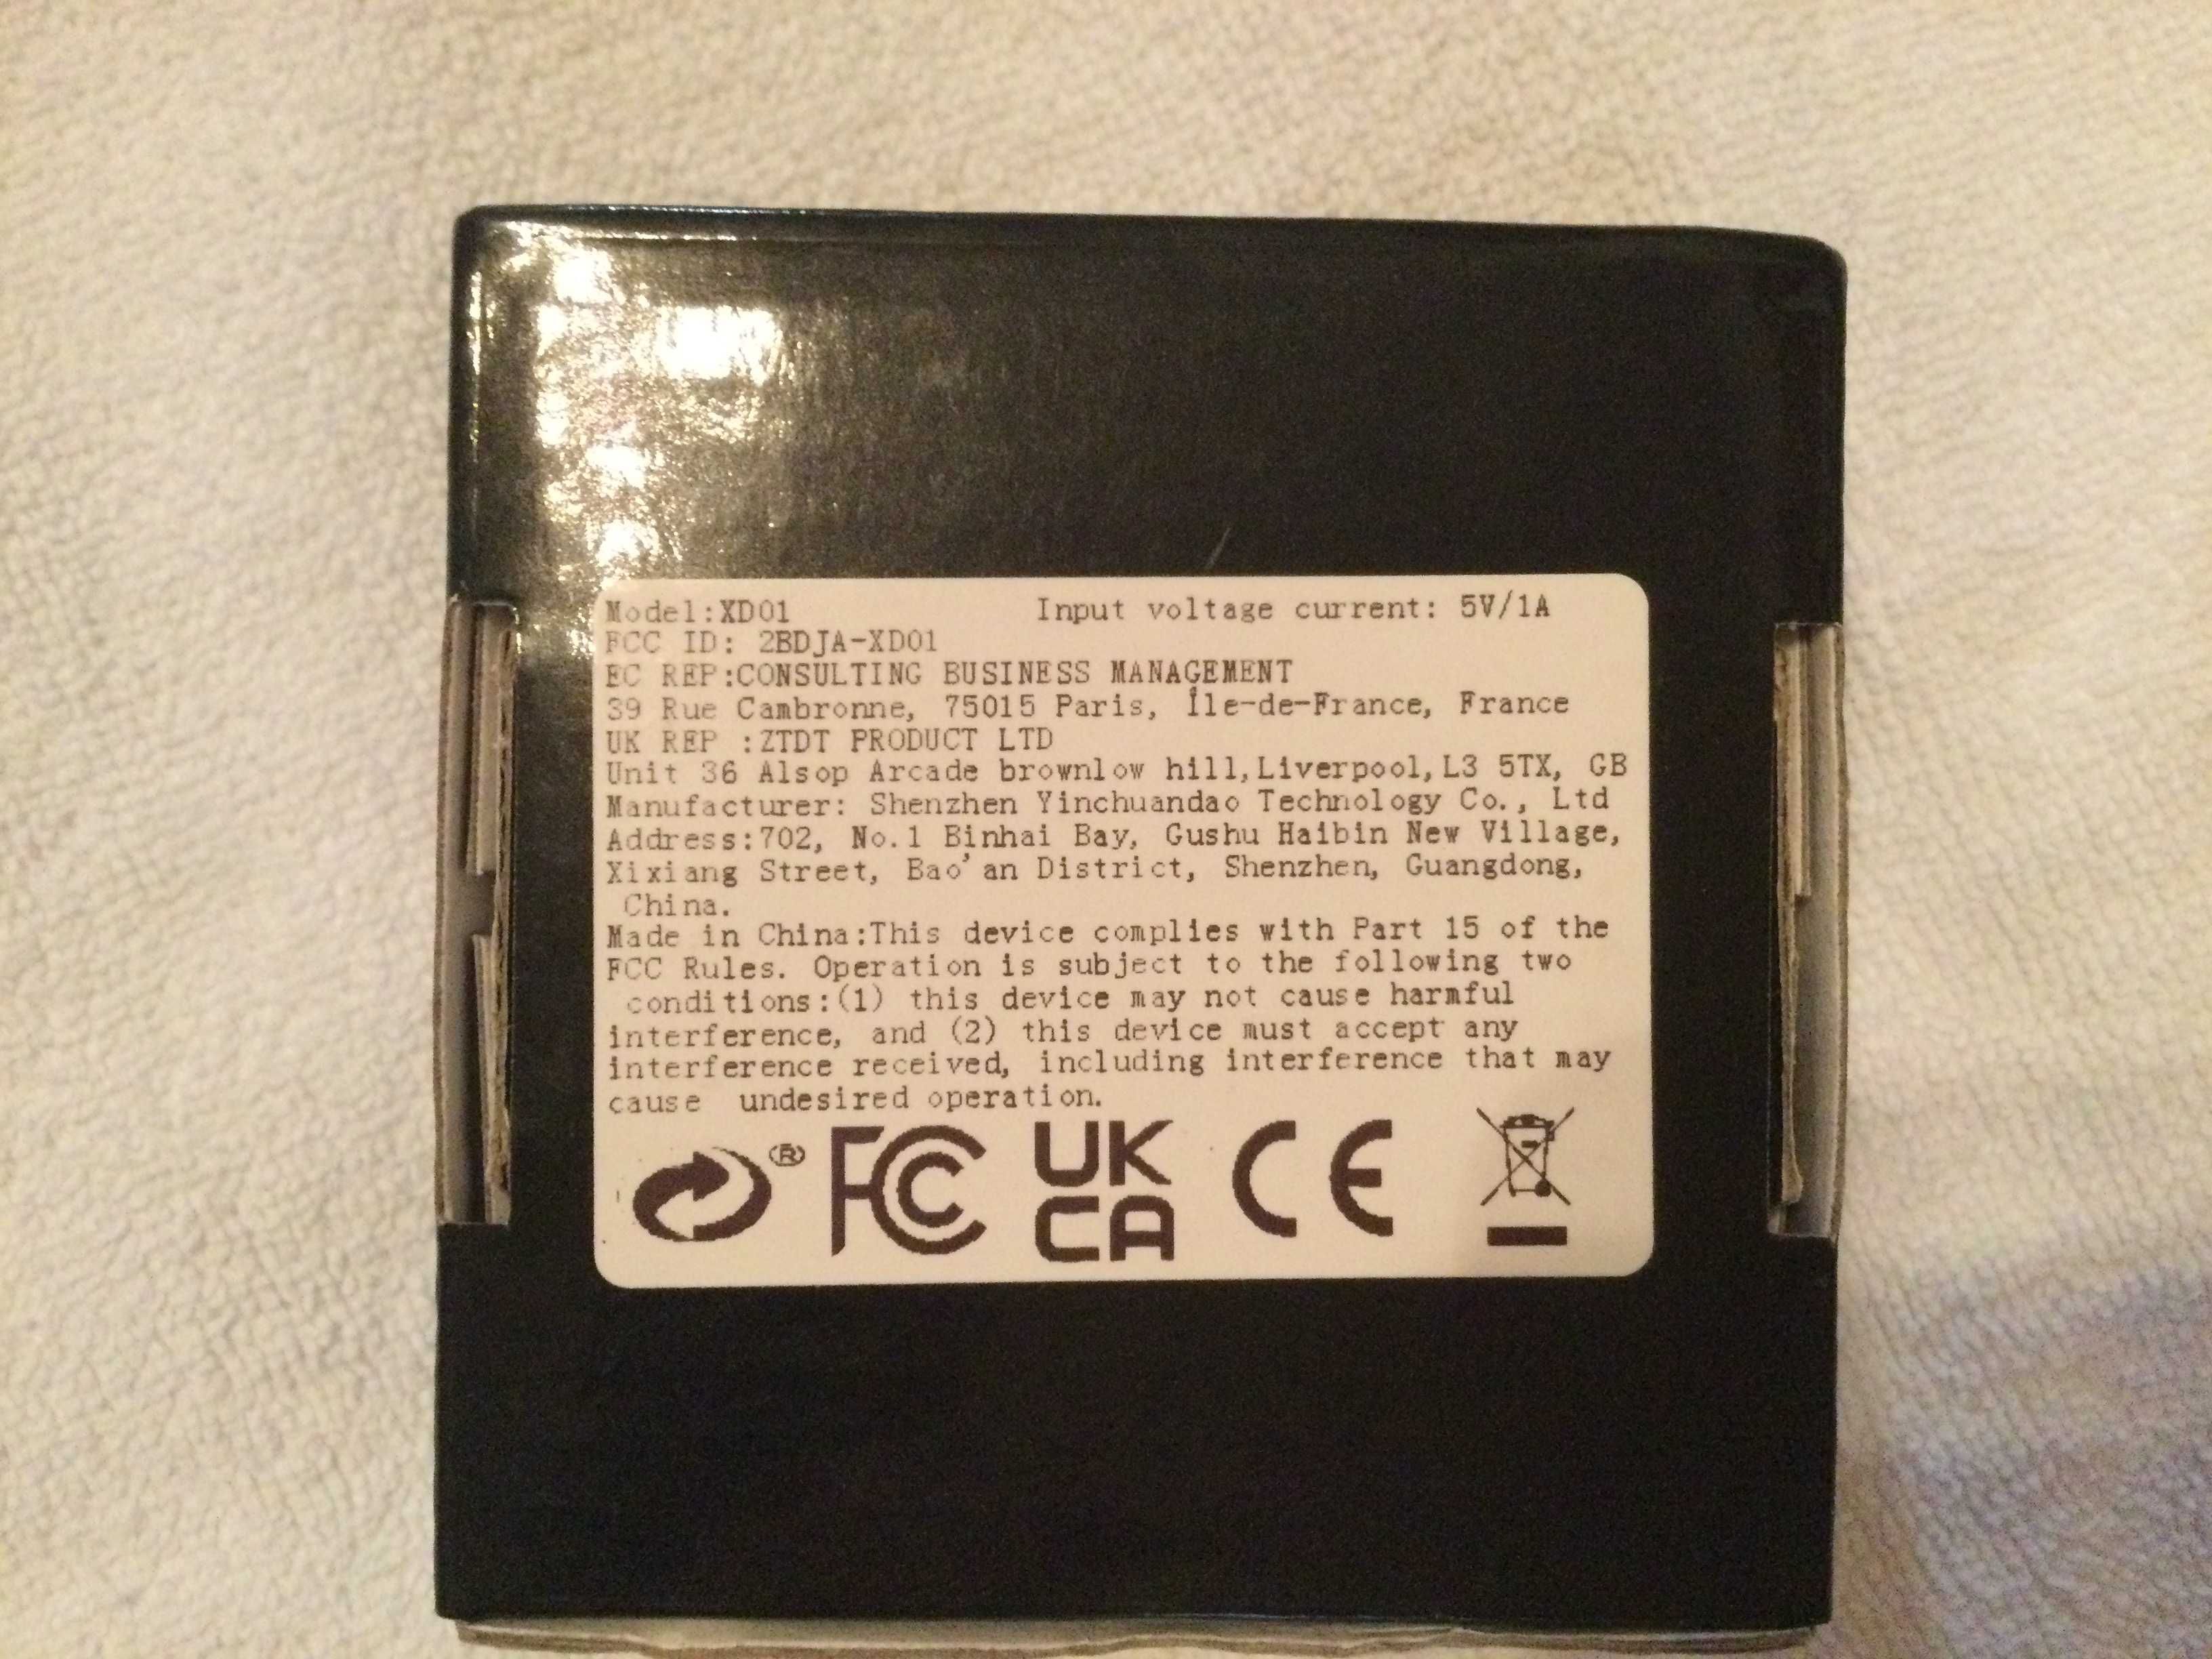 Model:XD01 Input voltage current: 5V/1A
FCC ID: 2BDJA-XD01
EC REP:CONSULTING BUSINESS MANAGEMENT
39 Rue Cambronne, 75015 Paris, Île-de-France, France
UK REP :ZTDT PRODUCT LTD
Unit 36 Alsop Arcade brownlow hill,Liverpool,L3 5TX, GB
Manufacturer: Shenzhen Yinchuandao Technology Co., Ltd
Address:702, No.1 Binhai Bay, Gushu Haibin New Village,
Xixiang Street, Bao'an District, Shenzhen, Guangdong,
China.
Made in China:This device complies with Part 15 of the
FCC Rules. Operation is subject to the following two
conditions:(1) this device may not cause harmful
interference, and (2) this device must accept any
interference received, including interference that may
cause undesired operation.
® FC UK CE
CA